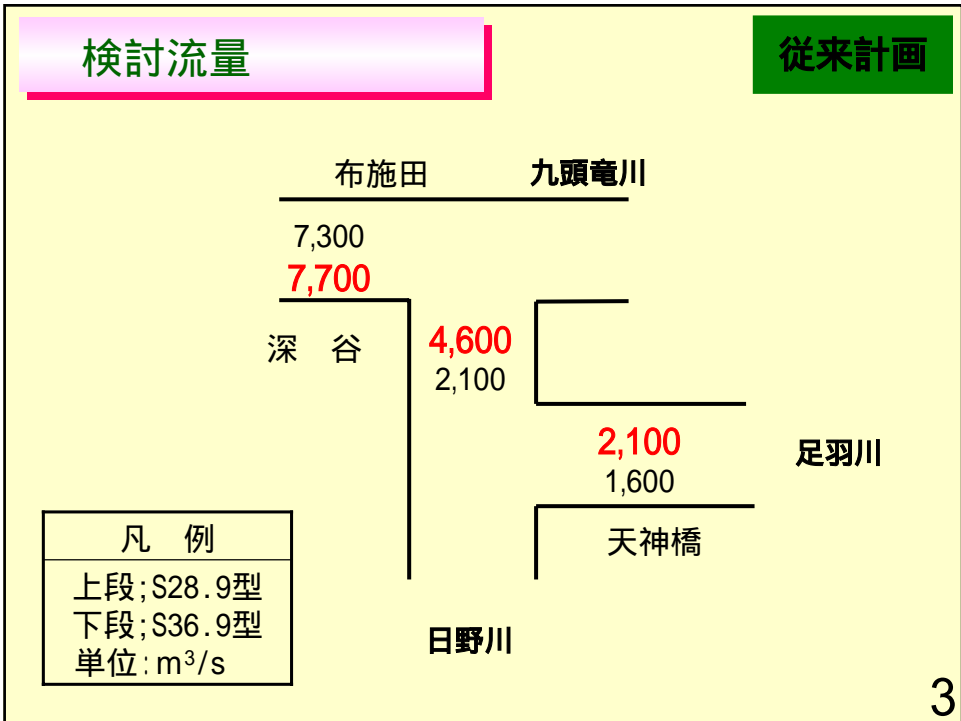 検討流量
従来計画
布施田 九頭竜川
7,300
7,700
深 谷
4,600
2,100
2,100
1,600
足羽川
天神橋
日野川
凡 例
上段;S28.9型
下段;S36.9型
単位:m³/s
3